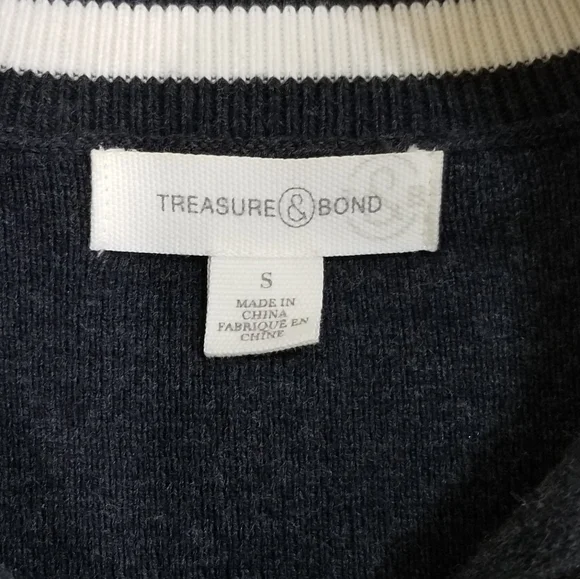 TREASURE & BOND
S
MADE IN
CHINA
FABRIQUE EN
CHINE